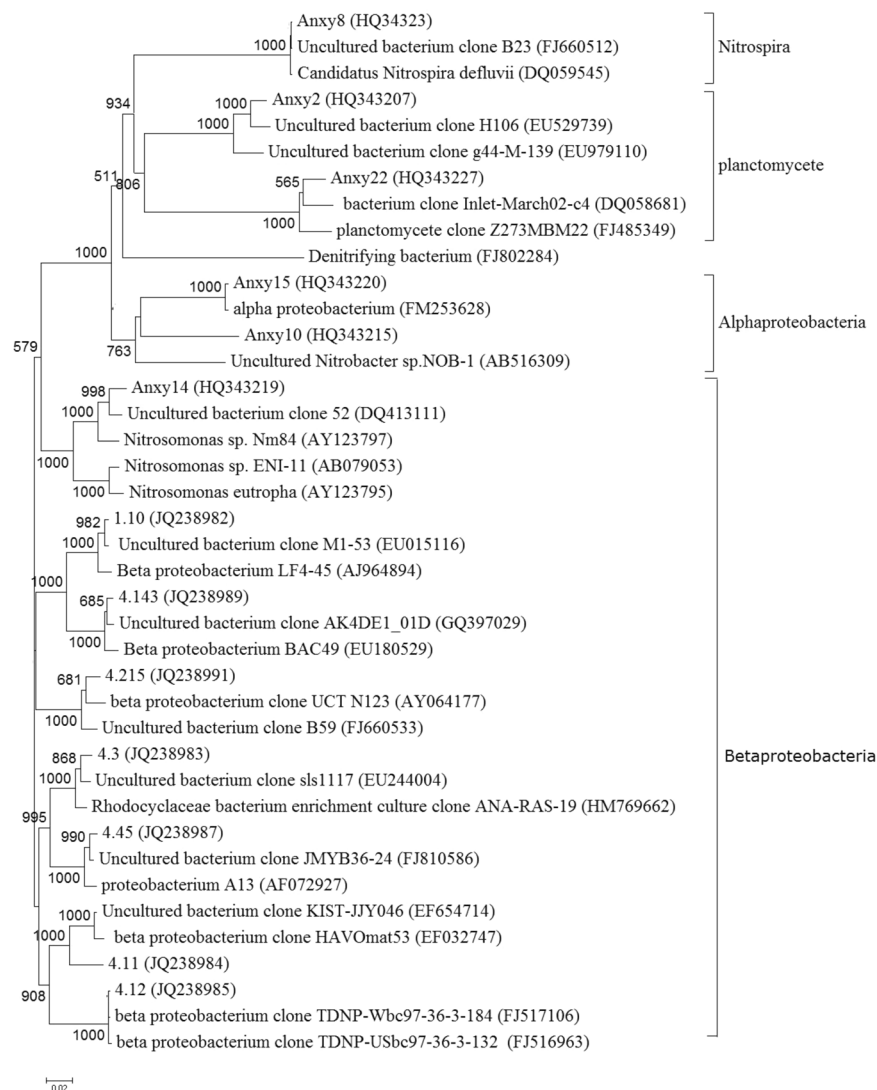 Anxy8 (HQ34323)
1000
Uncultured bacterium clone B23 (FJ660512)
Nitrospira
Candidatus Nitrospira defluvii (DQ059545)
934
1000
Anxy2 (HQ343207)
1000
Uncultured bacterium clone H106 (EU529739)
Uncultured bacterium clone g44-M-139 (EU979110)
planctomycete
511
806
565
Anxy22 (HQ343227)
bacterium clone Inlet-March02-c4 (DQ058681)
1000
planctomycete clone Z273MBM22 (FJ485349)
1000
Denitrifying bacterium (FJ802284)
1000
Anxy15 (HQ343220)
alpha proteobacterium (FM253628)
Alphaproteobacteria
Anxy10 (HQ343215)
579
763
Uncultured Nitrobacter sp.NOB-1 (AB516309)
998
Anxy14 (HQ343219)
1000
Uncultured bacterium clone 52 (DQ413111)
Nitrosomonas sp. Nm84 (AY123797)
1000
Nitrosomonas sp. ENI-11 (AB079053)
1000
Nitrosomonas eutropha (AY123795)
982
1.10 (JQ238982)
1000
Uncultured bacterium clone M1-53 (EU015116)
Beta proteobacterium LF4-45 (AJ964894)
1000
685
4.143 (JQ238989)
Uncultured bacterium clone AK4DE1_01D (GQ397029)
1000
Beta proteobacterium BAC49 (EU180529)
681
4.215 (JQ238991)
beta proteobacterium clone UCT N123 (AY064177)
1000
Uncultured bacterium clone B59 (FJ660533)
868
4.3 (JQ238983)
Betaproteobacteria
1000
Uncultured bacterium clone sls1117 (EU244004)
Rhodocyclaceae bacterium enrichment culture clone ANA-RAS-19 (HM769662)
995
990
4.45 (JQ238987)
Uncultured bacterium clone JMYB36-24 (FJ810586)
1000
proteobacterium A13 (AF072927)
1000
Uncultured bacterium clone KIST-JJY046 (EF654714)
1000
beta proteobacterium clone HAVOmat53 (EF032747)
4.11 (JQ238984)
908
4.12 (JQ238985)
beta proteobacterium clone TDNP-Wbc97-36-3-184 (FJ517106)
1000
beta proteobacterium clone TDNP-USbc97-36-3-132 (FJ516963)
0.02